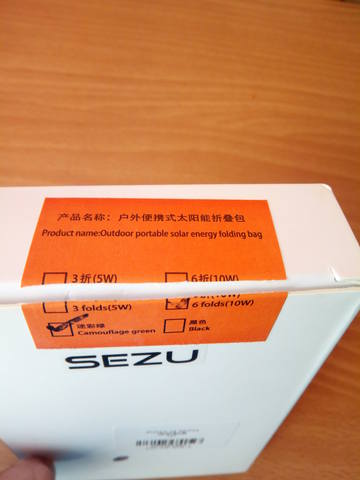 产品名称：户外便携式太阳能折叠包
Product name:Outdoor portable solar energy folding bag
3折(5W) 6折(10W)
3 folds(5W) 6 folds(10W)
迷彩绿 黑色
Camouflage green Black
SEZU